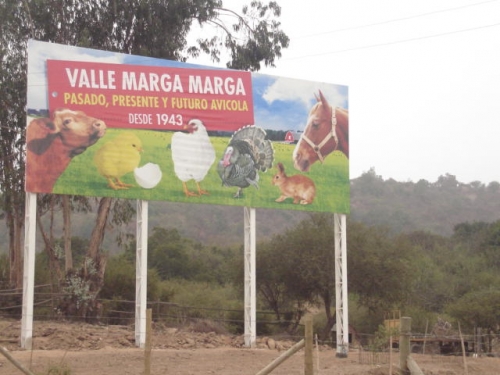 VALLE MARGA MARGA
PASADO, PRESENTE Y FUTURO AVICOLA
DESDE 1943